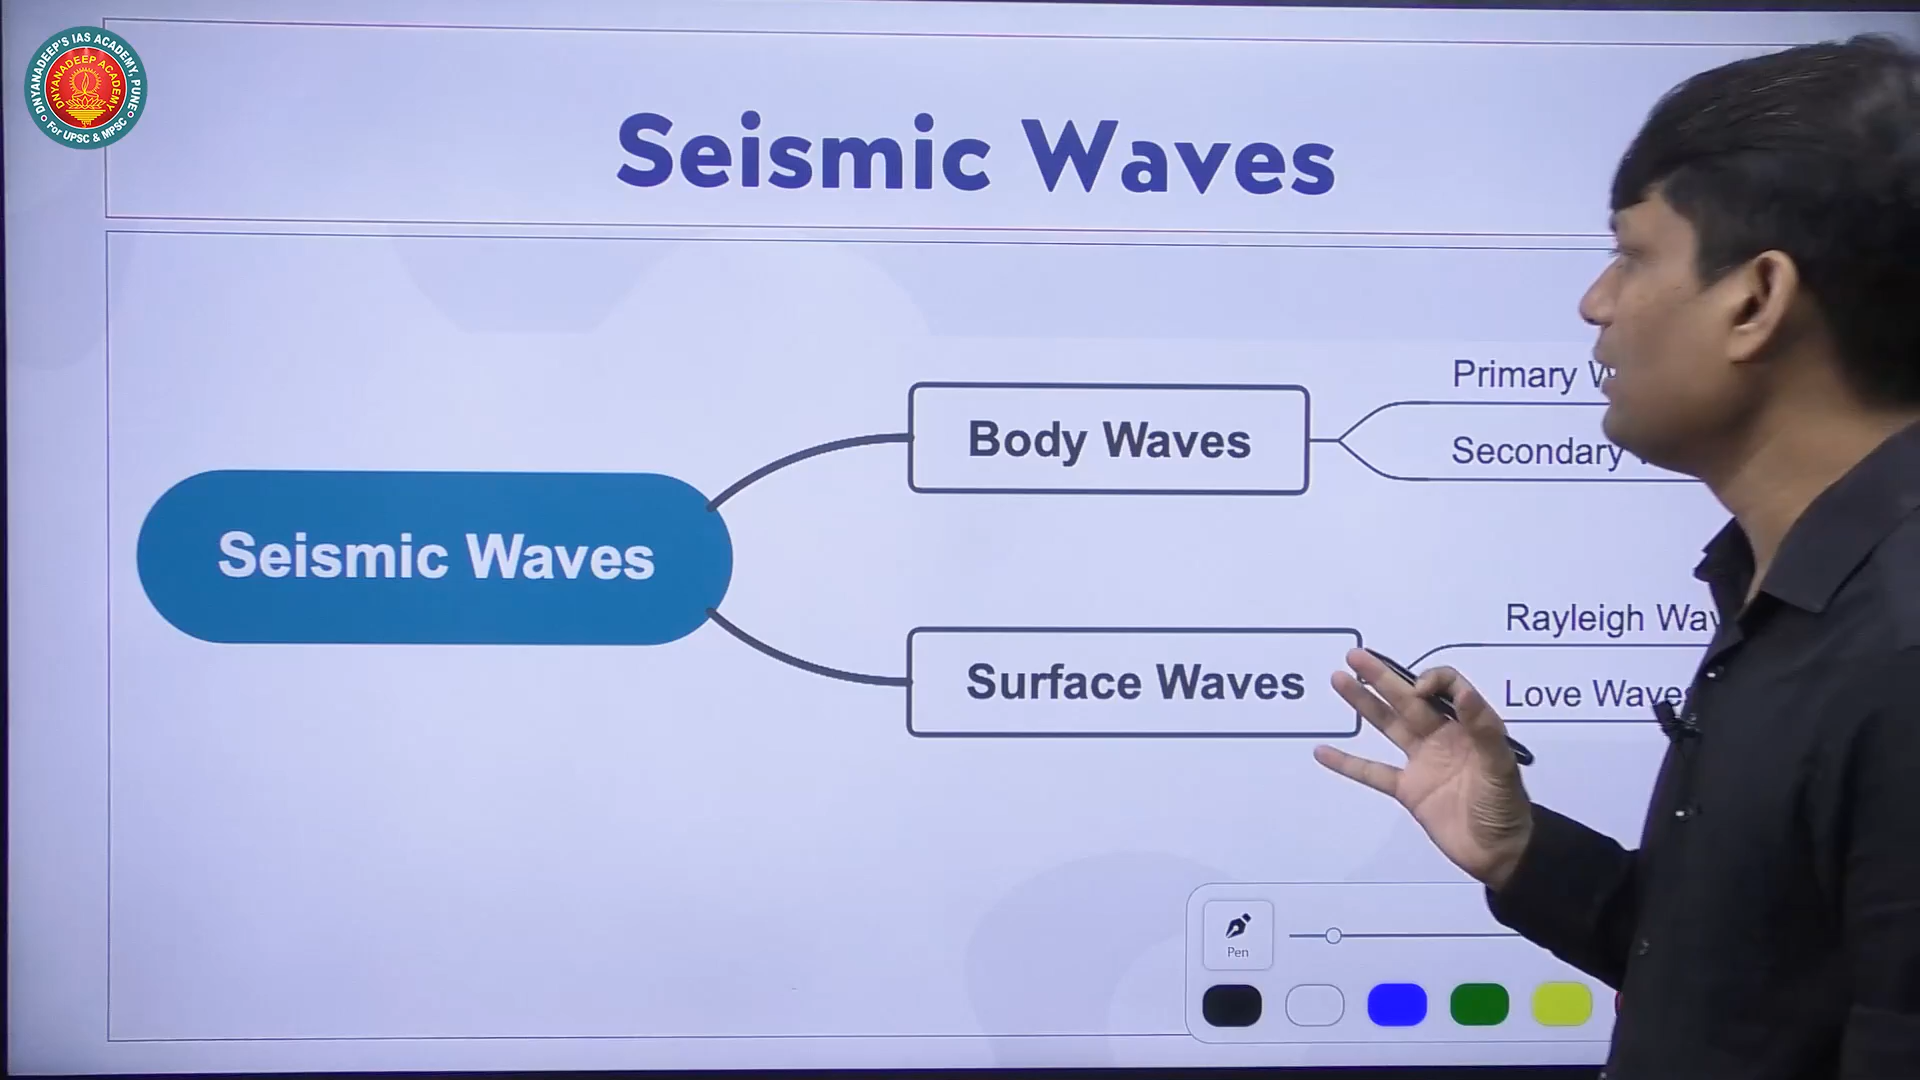 DNYANADEEP'S IAS ACADEMY, PUNE
DNYANADEEP ACADEMY
For UPSC & MPSC
Seismic Waves
Primary
Body Waves
Secondary
Seismic Waves
Rayleigh
Surface Waves
Love Waves
Pen